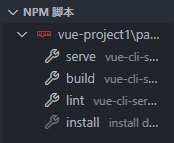 NPM 脚本
vue-project1\pa...
serve vue-cli-s...
build vue-cli-s...
lint vue-cli-ser...
install install d...